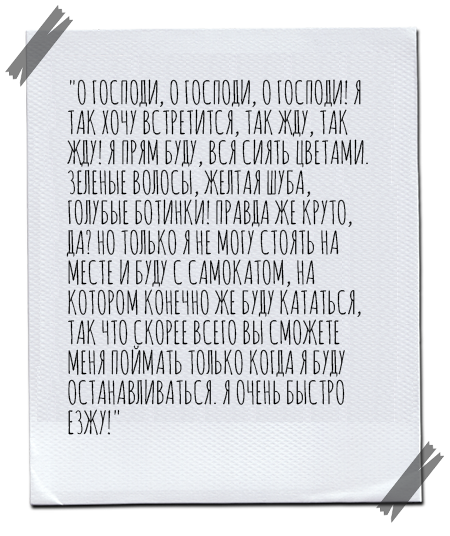 "О ГОСПОДИ, О ГОСПОДИ, О ГОСПОДИ! Я
ТАК ХОЧУ ВСТРЕТИТСЯ, ТАК ЖДУ, ТАК
ЖДУ! Я ПРЯМ БУДУ, ВСЯ СИЯТЬ ЦВЕТАМИ.
ЗЕЛЕНЫЕ ВОЛОСЫ, ЖЕЛТАЯ ШУБА,
ГОЛУБЫЕ БОТИНКИ! ПРАВДА ЖЕ КРУТО,
ДА? НО ТОЛЬКО Я НЕ МОГУ СТОЯТЬ НА
МЕСТЕ И БУДУ С САМОКАТОМ, НА
КОТОРОМ КОНЕЧНО ЖЕ БУДУ КАТАТЬСЯ,
ТАК ЧТО СКОРЕЕ ВСЕГО ВЫ СМОЖЕТЕ
МЕНЯ ПОЙМАТЬ ТОЛЬКО КОГДА Я БУДУ
ОСТАНАВЛИВАТЬСЯ. Я ОЧЕНЬ БЫСТРО
ЕЗЖУ!"